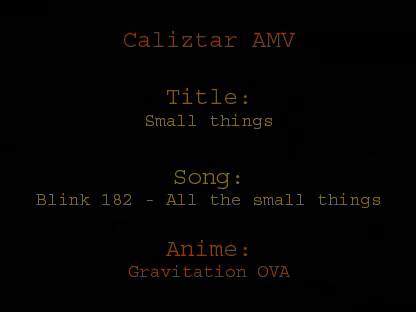 Caliztar AMV
Title:
Small things
Song:
Blink 182 - All the small things
Anime:
Gravitation OVA